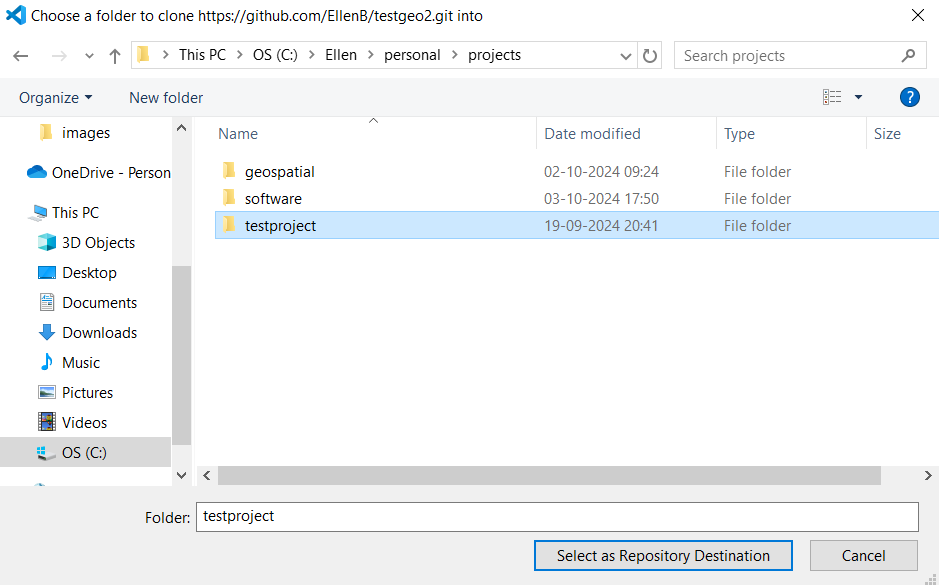 Choose a folder to clone https://github.com/EllenB/testgeo2.git into
This PC OS (C:) Ellen personal projects
Search projects
Organize New folder
?
Name Date modified Type Size
images
OneDrive - Person
This PC
3D Objects
Desktop
Documents
Downloads
Music
Pictures
Videos
OS (C:)
geospatial 02-10-2024 09:24 File folder
software 03-10-2024 17:50 File folder
testproject 19-09-2024 20:41 File folder
Folder: testproject
Select as Repository Destination Cancel